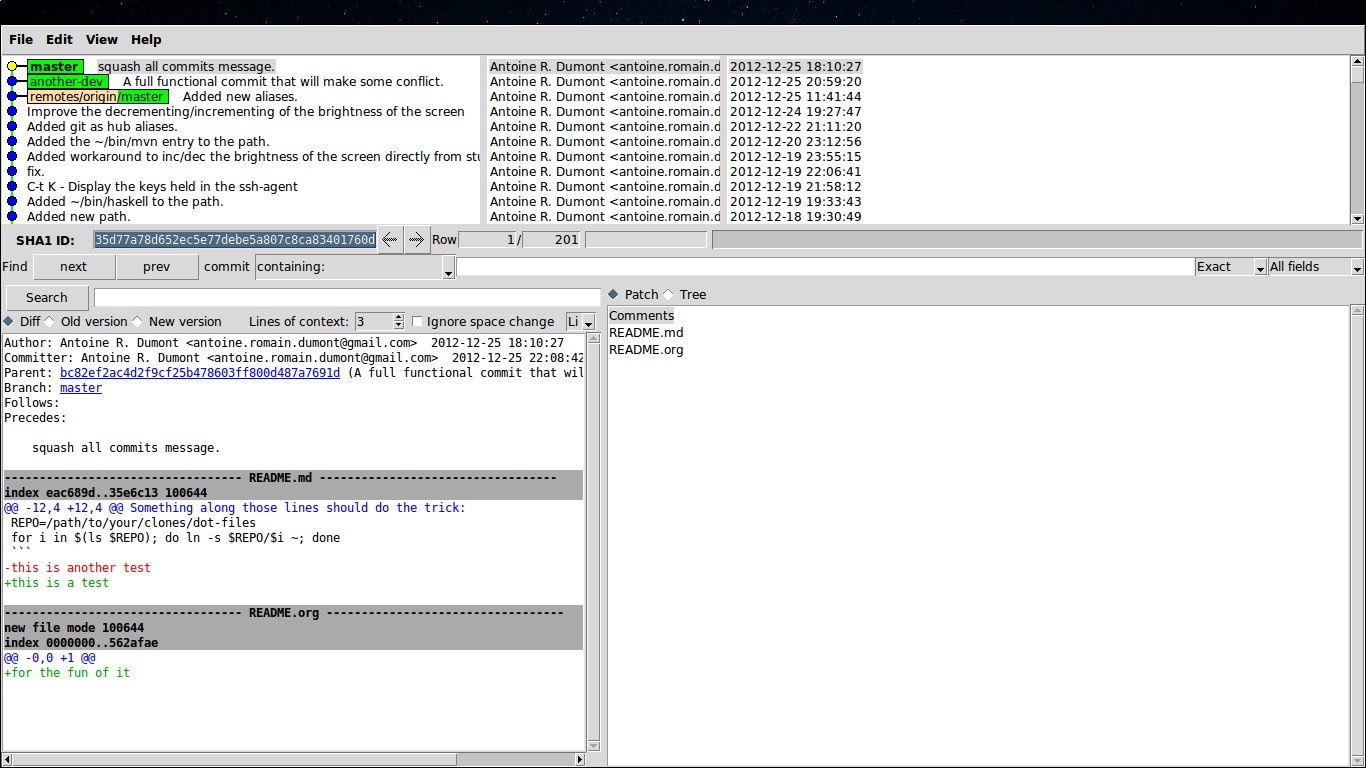 File Edit View Help
master squash all commits message. Antoine R. Dumont <antoine.romain.d 2012-12-25 18:10:27
another-dev A full functional commit that will make some conflict. Antoine R. Dumont <antoine.romain.d 2012-12-25 20:59:20
remotes/origin/master Added new aliases. Antoine R. Dumont <antoine.romain.d 2012-12-25 11:41:44
Improve the decrementing/incrementing of the brightness of the screen Antoine R. Dumont <antoine.romain.d 2012-12-24 19:27:47
Added git as hub aliases. Antoine R. Dumont <antoine.romain.d 2012-12-22 21:11:20
Added the ~/bin/mvn entry to the path. Antoine R. Dumont <antoine.romain.d 2012-12-20 23:12:56
Added workaround to inc/dec the brightness of the screen directly from stu Antoine R. Dumont <antoine.romain.d 2012-12-19 23:55:15
fix. Antoine R. Dumont <antoine.romain.d 2012-12-19 22:06:41
C-t K - Display the keys held in the ssh-agent Antoine R. Dumont <antoine.romain.d 2012-12-19 21:58:12
Added ~/bin/haskell to the path. Antoine R. Dumont <antoine.romain.d 2012-12-19 19:33:43
Added new path. Antoine R. Dumont <antoine.romain.d 2012-12-18 19:30:49
SHA1 ID: 35d77a78d652ec5e77debe5a807c8ca83401760d Row 1 / 201
Find next prev commit containing: Exact All fields
Search
Patch Tree
Diff Old version New version Lines of context: 3 Ignore space change Li
Comments
README.md
README.org
Author: Antoine R. Dumont <antoine.romain.dumont@gmail.com> 2012-12-25 18:10:27
Committer: Antoine R. Dumont <antoine.romain.dumont@gmail.com> 2012-12-25 22:08:42
Parent: bc82ef2ac4d2f9cf25b478603ff800d487a7691d (A full functional commit that wil
Branch: master
Follows:
Precedes:
squash all commits message.
---------------------------------- README.md ----------------------------------
index eac689d..35e6c13 100644
@@ -12,4 +12,4 @@ Something along those lines should do the trick:
REPO=/path/to/your/clones/dot-files
for i in $(ls $REPO); do ln -s $REPO/$i ~; done
```
-this is another test
+this is a test
---------------------------------- README.org ----------------------------------
new file mode 100644
index 0000000..562afae
@@ -0,0 +1 @@
+for the fun of it